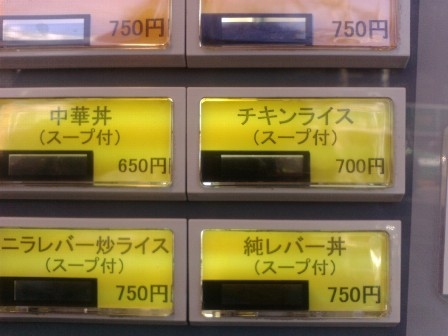 750円
750円
中華丼
(スープ付)
650円
チキンライス
(スープ付)
700円
ニラレバー炒ライス
(スープ付)
750円
純レバー丼
(スープ付)
750円